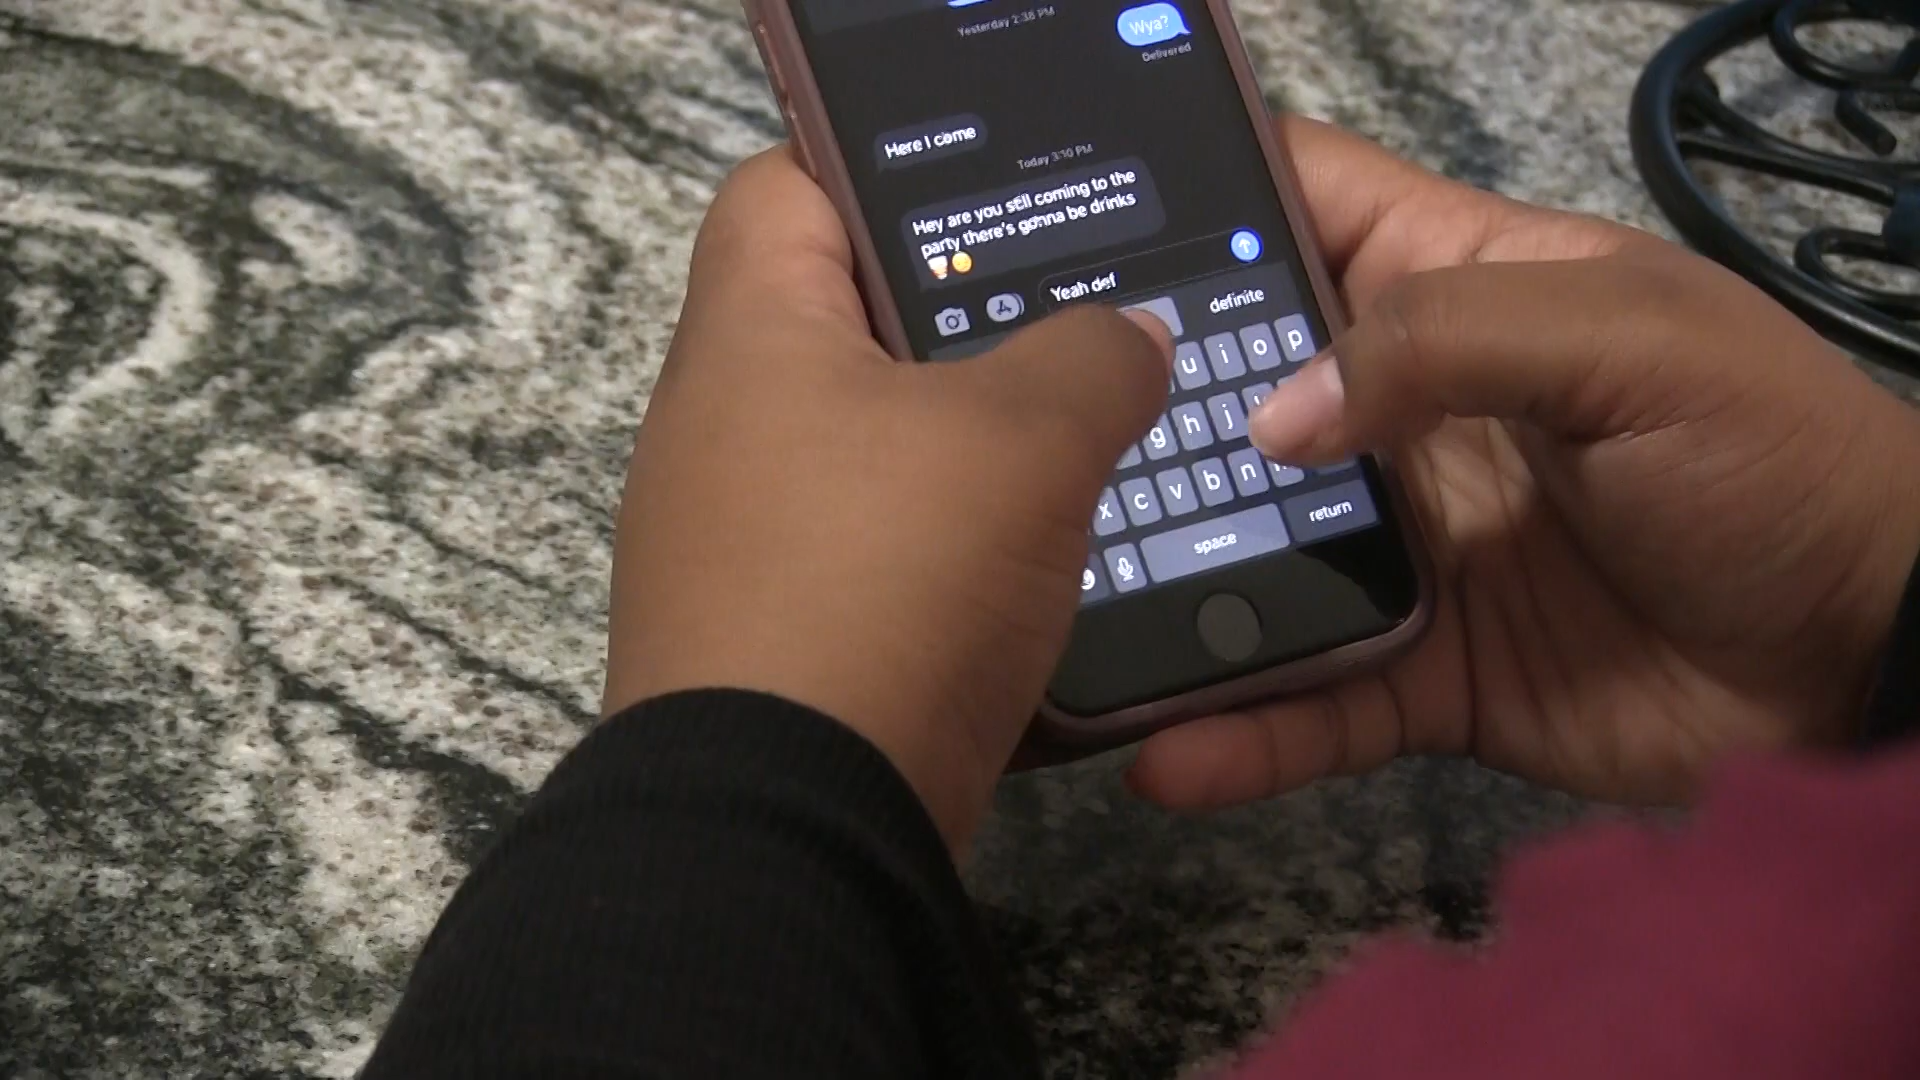 Yesterday 2:38 PM
Wya?
Delivered
Here I come
Today 3:10 PM
Hey are you still coming to the
party there's gonna be drinks
Yeah def
definite
u i o p
g h j
x c v b n
space return